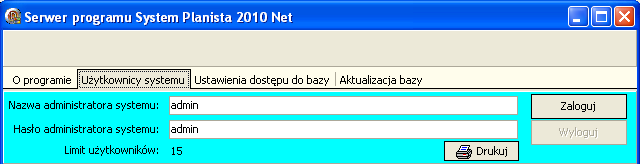 Serwer programu System Planista 2010 Net
O programie Użytkownicy systemu Ustawienia dostępu do bazy Aktualizacja bazy
Nazwa administratora systemu: admin Zaloguj
Hasło administratora systemu: admin Wyloguj
Limit użytkowników: 15 Drukuj